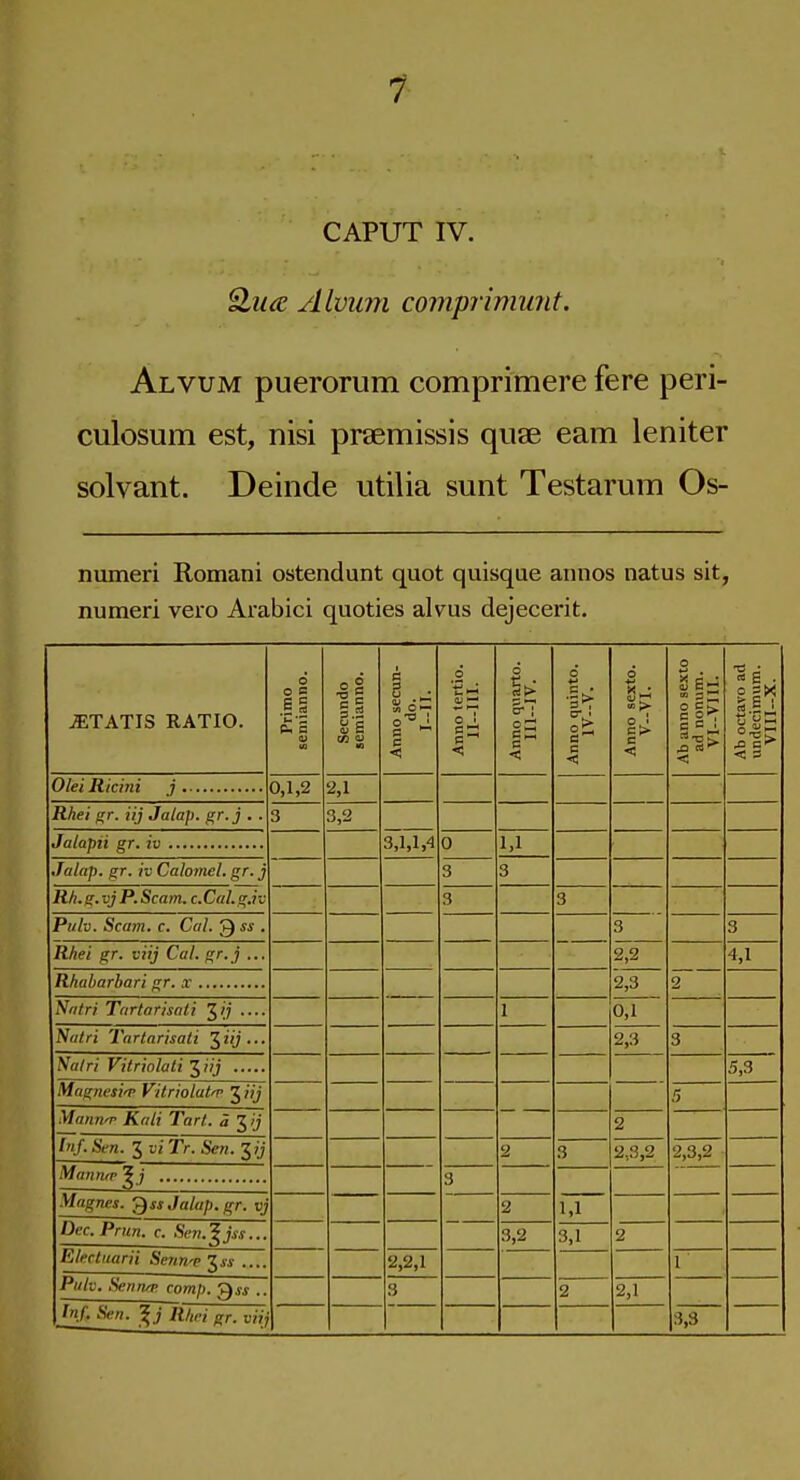 7
CAPUT IV.
Quæ Alvum comprimunt.
Alvum puerorum comprimere fere peri-
culosum est, nisi præmissis quæ eam leniter
solvant. Deinde utilia sunt Testarum Os-
numeri Romani ostendunt quot quisque annos natus sit,
numeri vero Arabici quoties alvus dejecerit.
ÆTATIS RATIO. | Primo semianno. | Secundo semianno. | Anno secun-do. I--II. | Anno tertio. II--III. | Anno quarto. III--IV. | Anno quinto. IV--V. | Anno sexto. V--VI. | Ab anno sexto ad nonum. VI--VIII. | Ab octavo ad undecimum. VIII--X.
Olei Ricini j ............ | 0,1,2 | 2,1 | | | | | | |
Rhei gr. iij Jalap. gr. j . . | 3 | 3,2 | | | | | | |
Jalapii gr. iv ............ | | | 3,1,1,4 | 0 | 1,1 | | | |
Jalap. gr. iv Calomel. gr. j | | | | 3 | 3 | | | |
Rh.g.vj P.Scam. c.Cal.g.iv | | | | 3 | | 3 | | |
Pulv. Scam. c. Cal. ℈ ss . | | | | | | | 3 | | 3
Rhei gr. viij Cal. gr. j ... | | | | | | | 2,2 | | 4,1
Rhabarbari gr. x .......... | | | | | | | 2,3 | 2 |
Natri Tartarisati ʒij .... | | | | | 1 | | 0,1 | |
Natri Tartarisati ʒiij ... | | | | | | | 2,3 | 3 |
Natri Vitriolati ʒiij ..... | | | | | | | | | 5,3
Magnesiæ Vitriolatæ ʒiij | | | | | | | | 5 |
Mannæ Kali Tart. ā ʒij | | | | | | | 2 | |
Inf. Sen. ʒ vi Tr. Sen. ʒij | | | | | 2 | 3 | 2,3,2 | 2,3,2 |
Mannæ ℥j ................ | | | | 3 | | | | |
Magnes. ℈ss Jalap. gr. vj | | | | | 2 | 1,1 | | |
Dec. Prun. c. Sen.℥jss... | | | | | 3,2 | 3,1 | 2 | |
Electuarii Sennæ ʒss .... | | | 2,2,1 | | | | | 1 |
Pulv. Sennæ comp. ℈ss .. | | | 3 | | | 2 | 2,1 | |
Inf. Sen. ℥j Rhei gr. viij | | | | | | | | 3,3 |